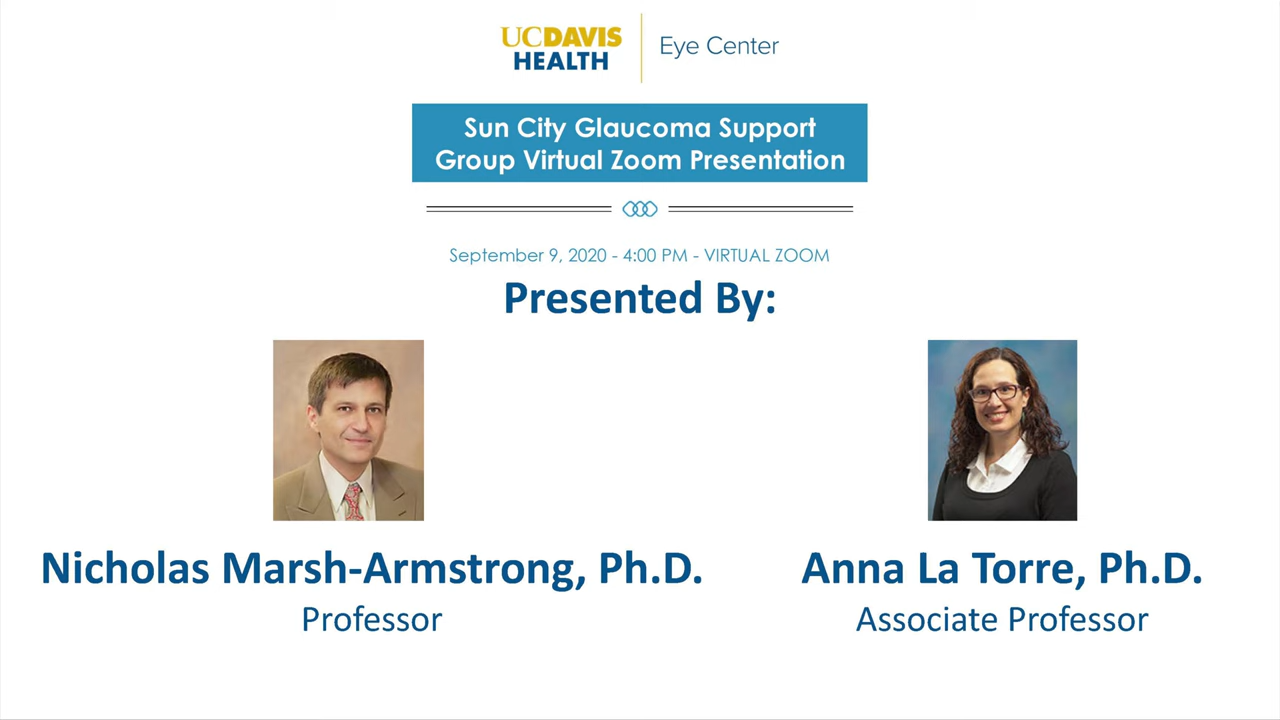 UCDAVIS
HEALTH
Eye Center
Sun City Glaucoma Support
Group Virtual Zoom Presentation
September 9, 2020 - 4:00 PM - VIRTUAL ZOOM
Presented By:
Nicholas Marsh-Armstrong, Ph.D.
Professor
Anna La Torre, Ph.D.
Associate Professor